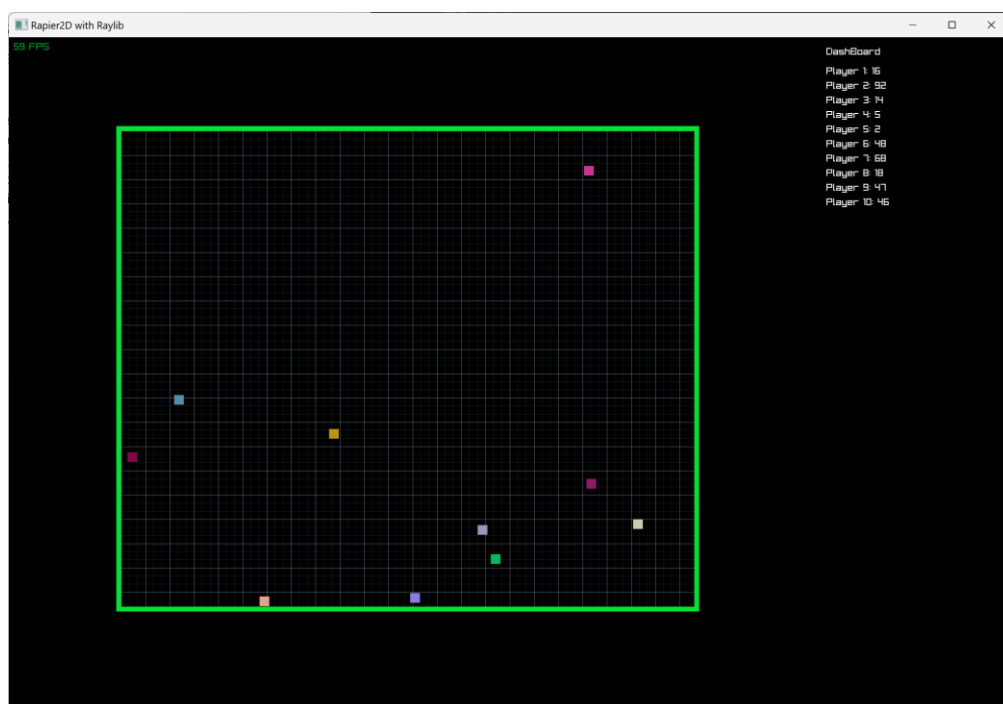 Rapier2D with Raylib
59 FPS
DashBoard
Player 1: 16
Player 2: 92
Player 3: 14
Player 4: 5
Player 5: 2
Player 6: 48
Player 7: 68
Player 8: 18
Player 9: 47
Player 10: 46